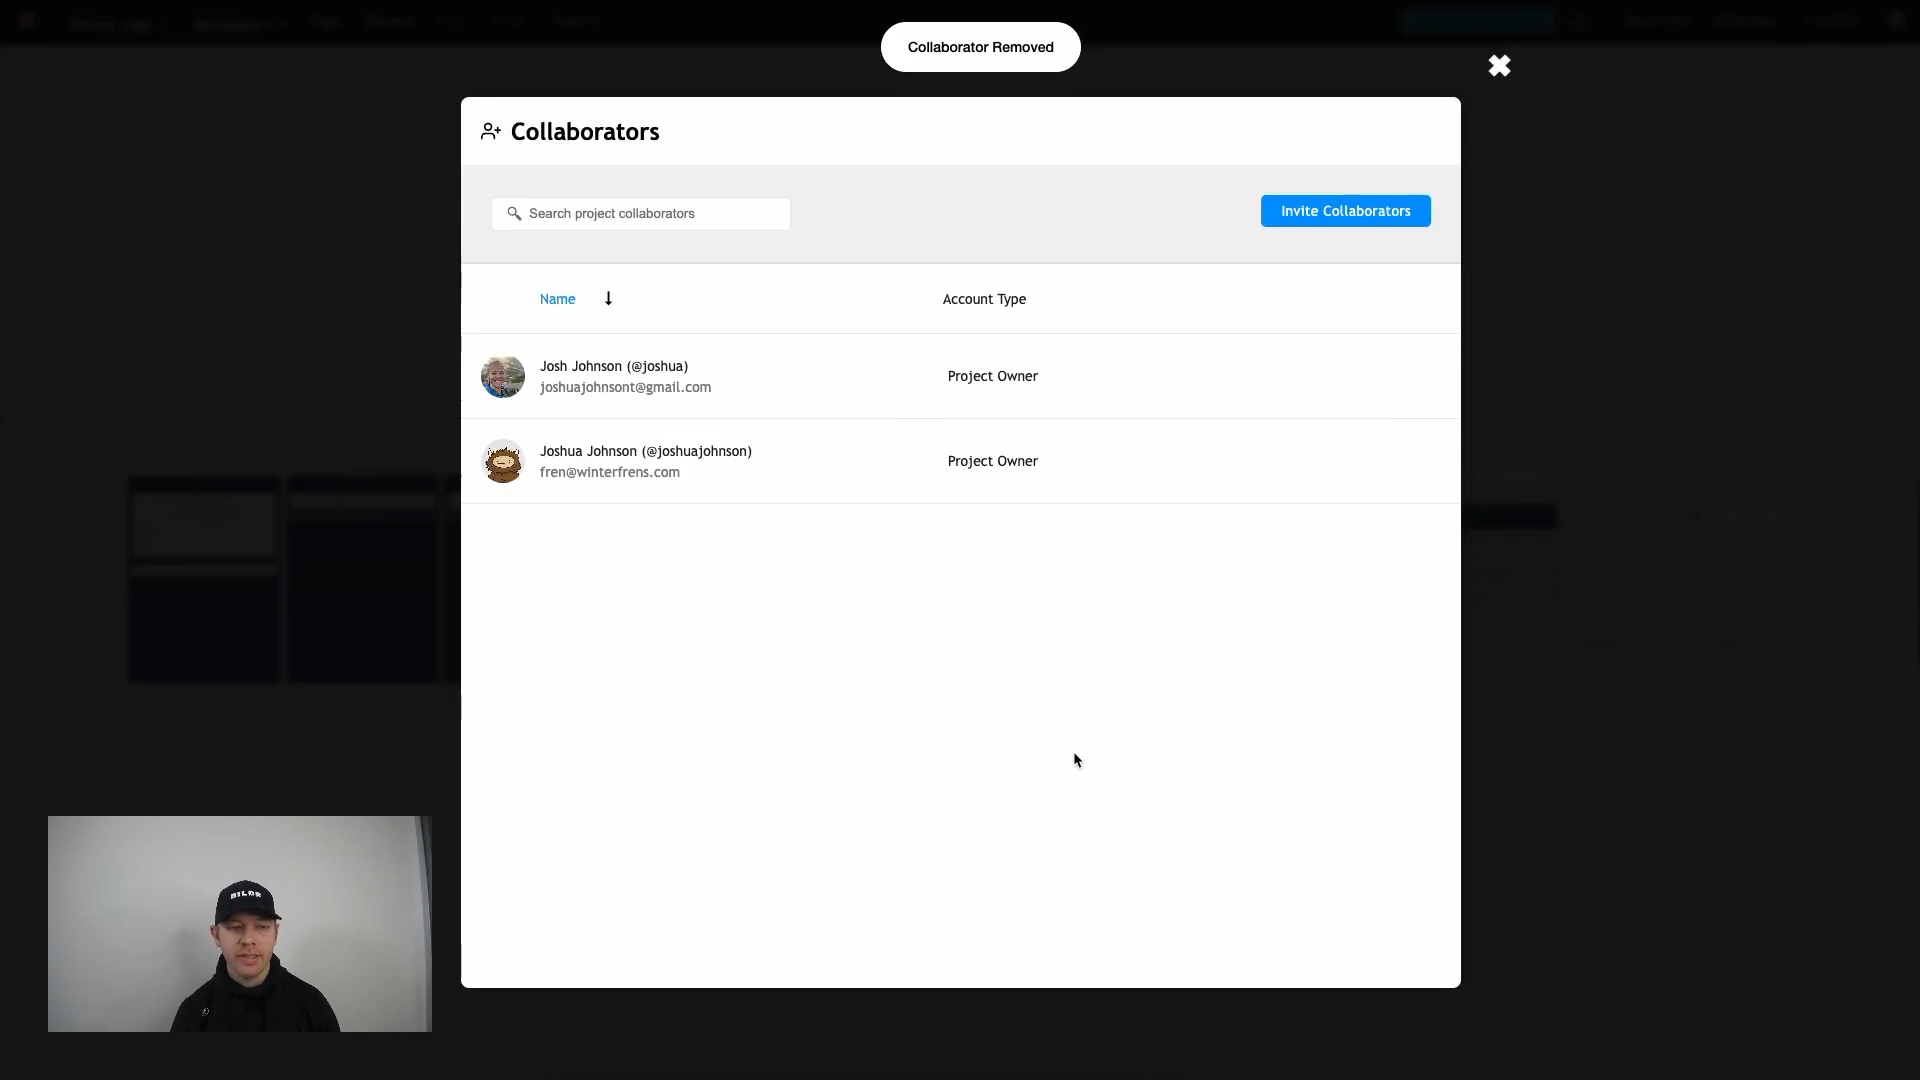 Collaborator Removed
✖
Collaborators
Search project collaborators
Invite Collaborators
Name ↓
Account Type
Josh Johnson (@joshua)
joshuajohnsont@gmail.com
Project Owner
Joshua Johnson (@joshuajohnson)
fren@winterfrens.com
Project Owner
BILDR